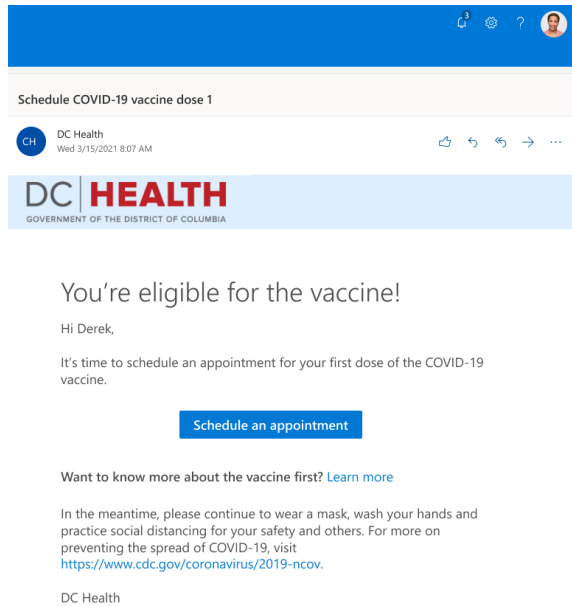 3
?
Schedule COVID-19 vaccine dose 1
CH
DC Health
Wed 3/15/2021 8:07 AM
DC HEALTH
GOVERNMENT OF THE DISTRICT OF COLUMBIA
You're eligible for the vaccine!
Hi Derek,
It's time to schedule an appointment for your first dose of the COVID-19
vaccine.
Schedule an appointment
Want to know more about the vaccine first? Learn more
In the meantime, please continue to wear a mask, wash your hands and
practice social distancing for your safety and others. For more on
preventing the spread of COVID-19, visit
https://www.cdc.gov/coronavirus/2019-ncov.
DC Health